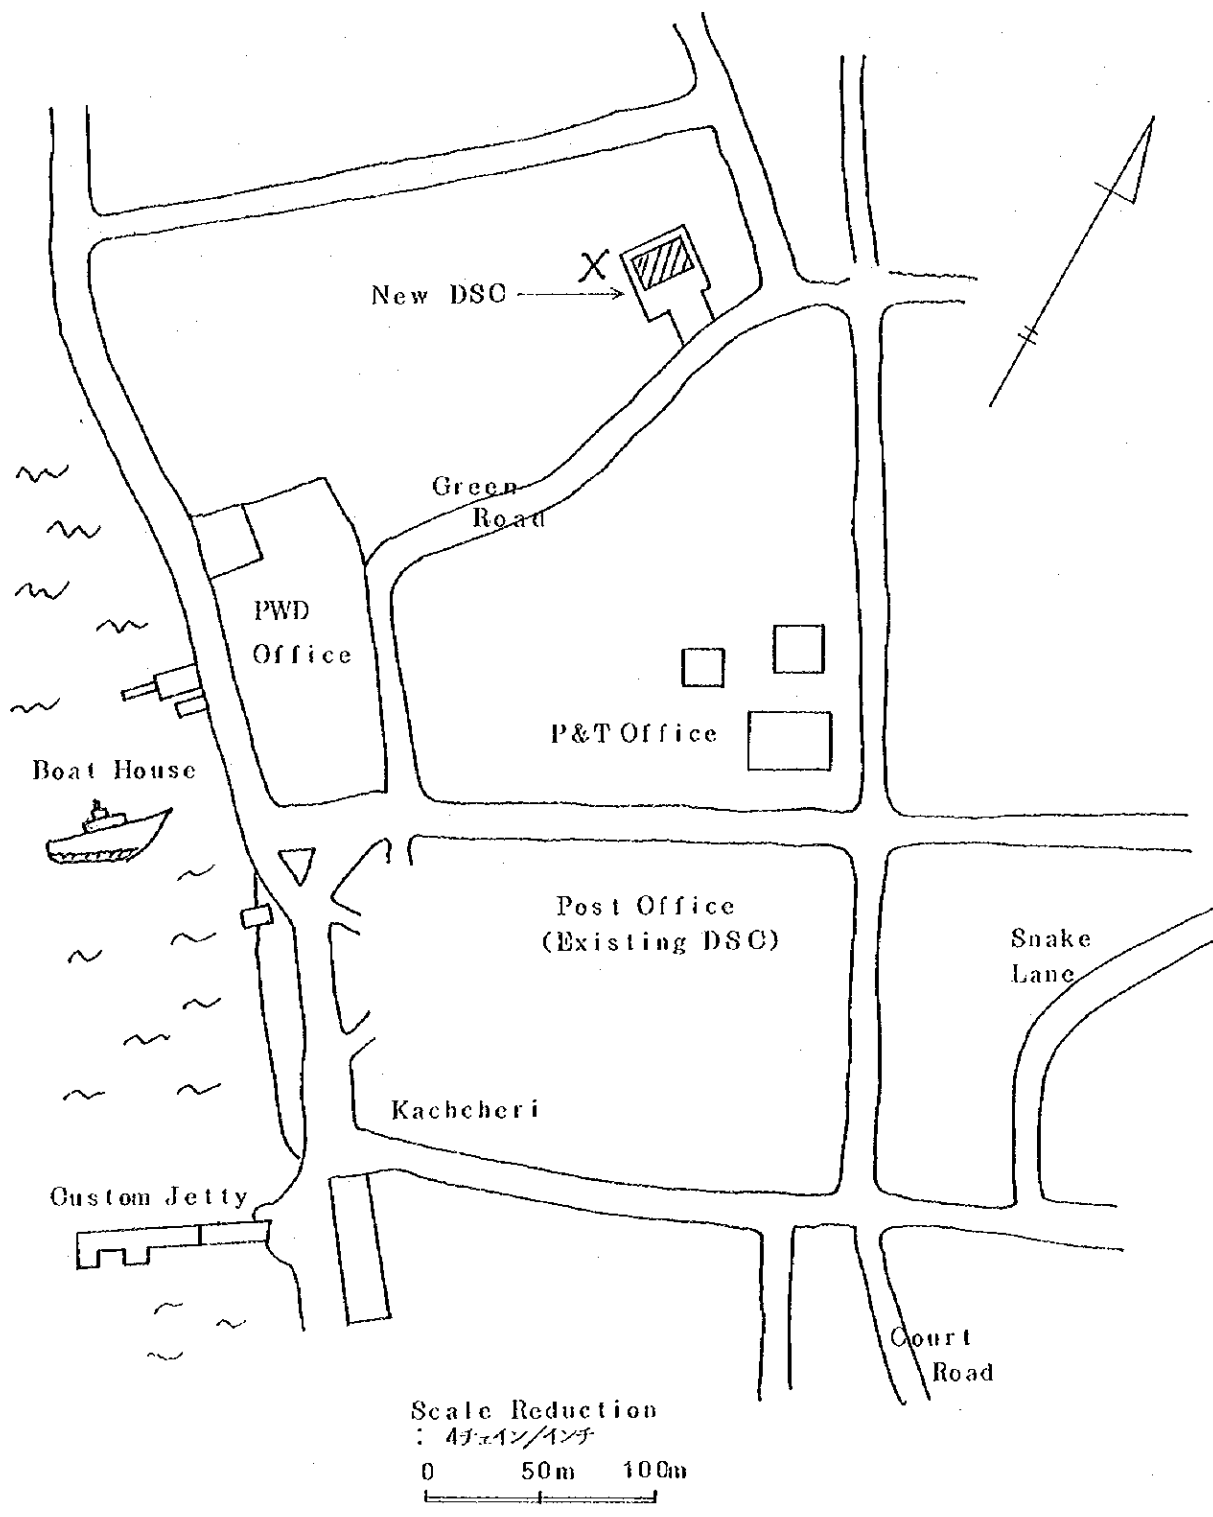 X
New DSC
Green
Road
PWD
Office
P&T Office
Boat House
Post Office
(Existing DSC)
Snake
Lane
Kachcheri
Custom Jetty
Court
Road
Scale Reduction
: 4チェイン/インチ
0 50m 100m